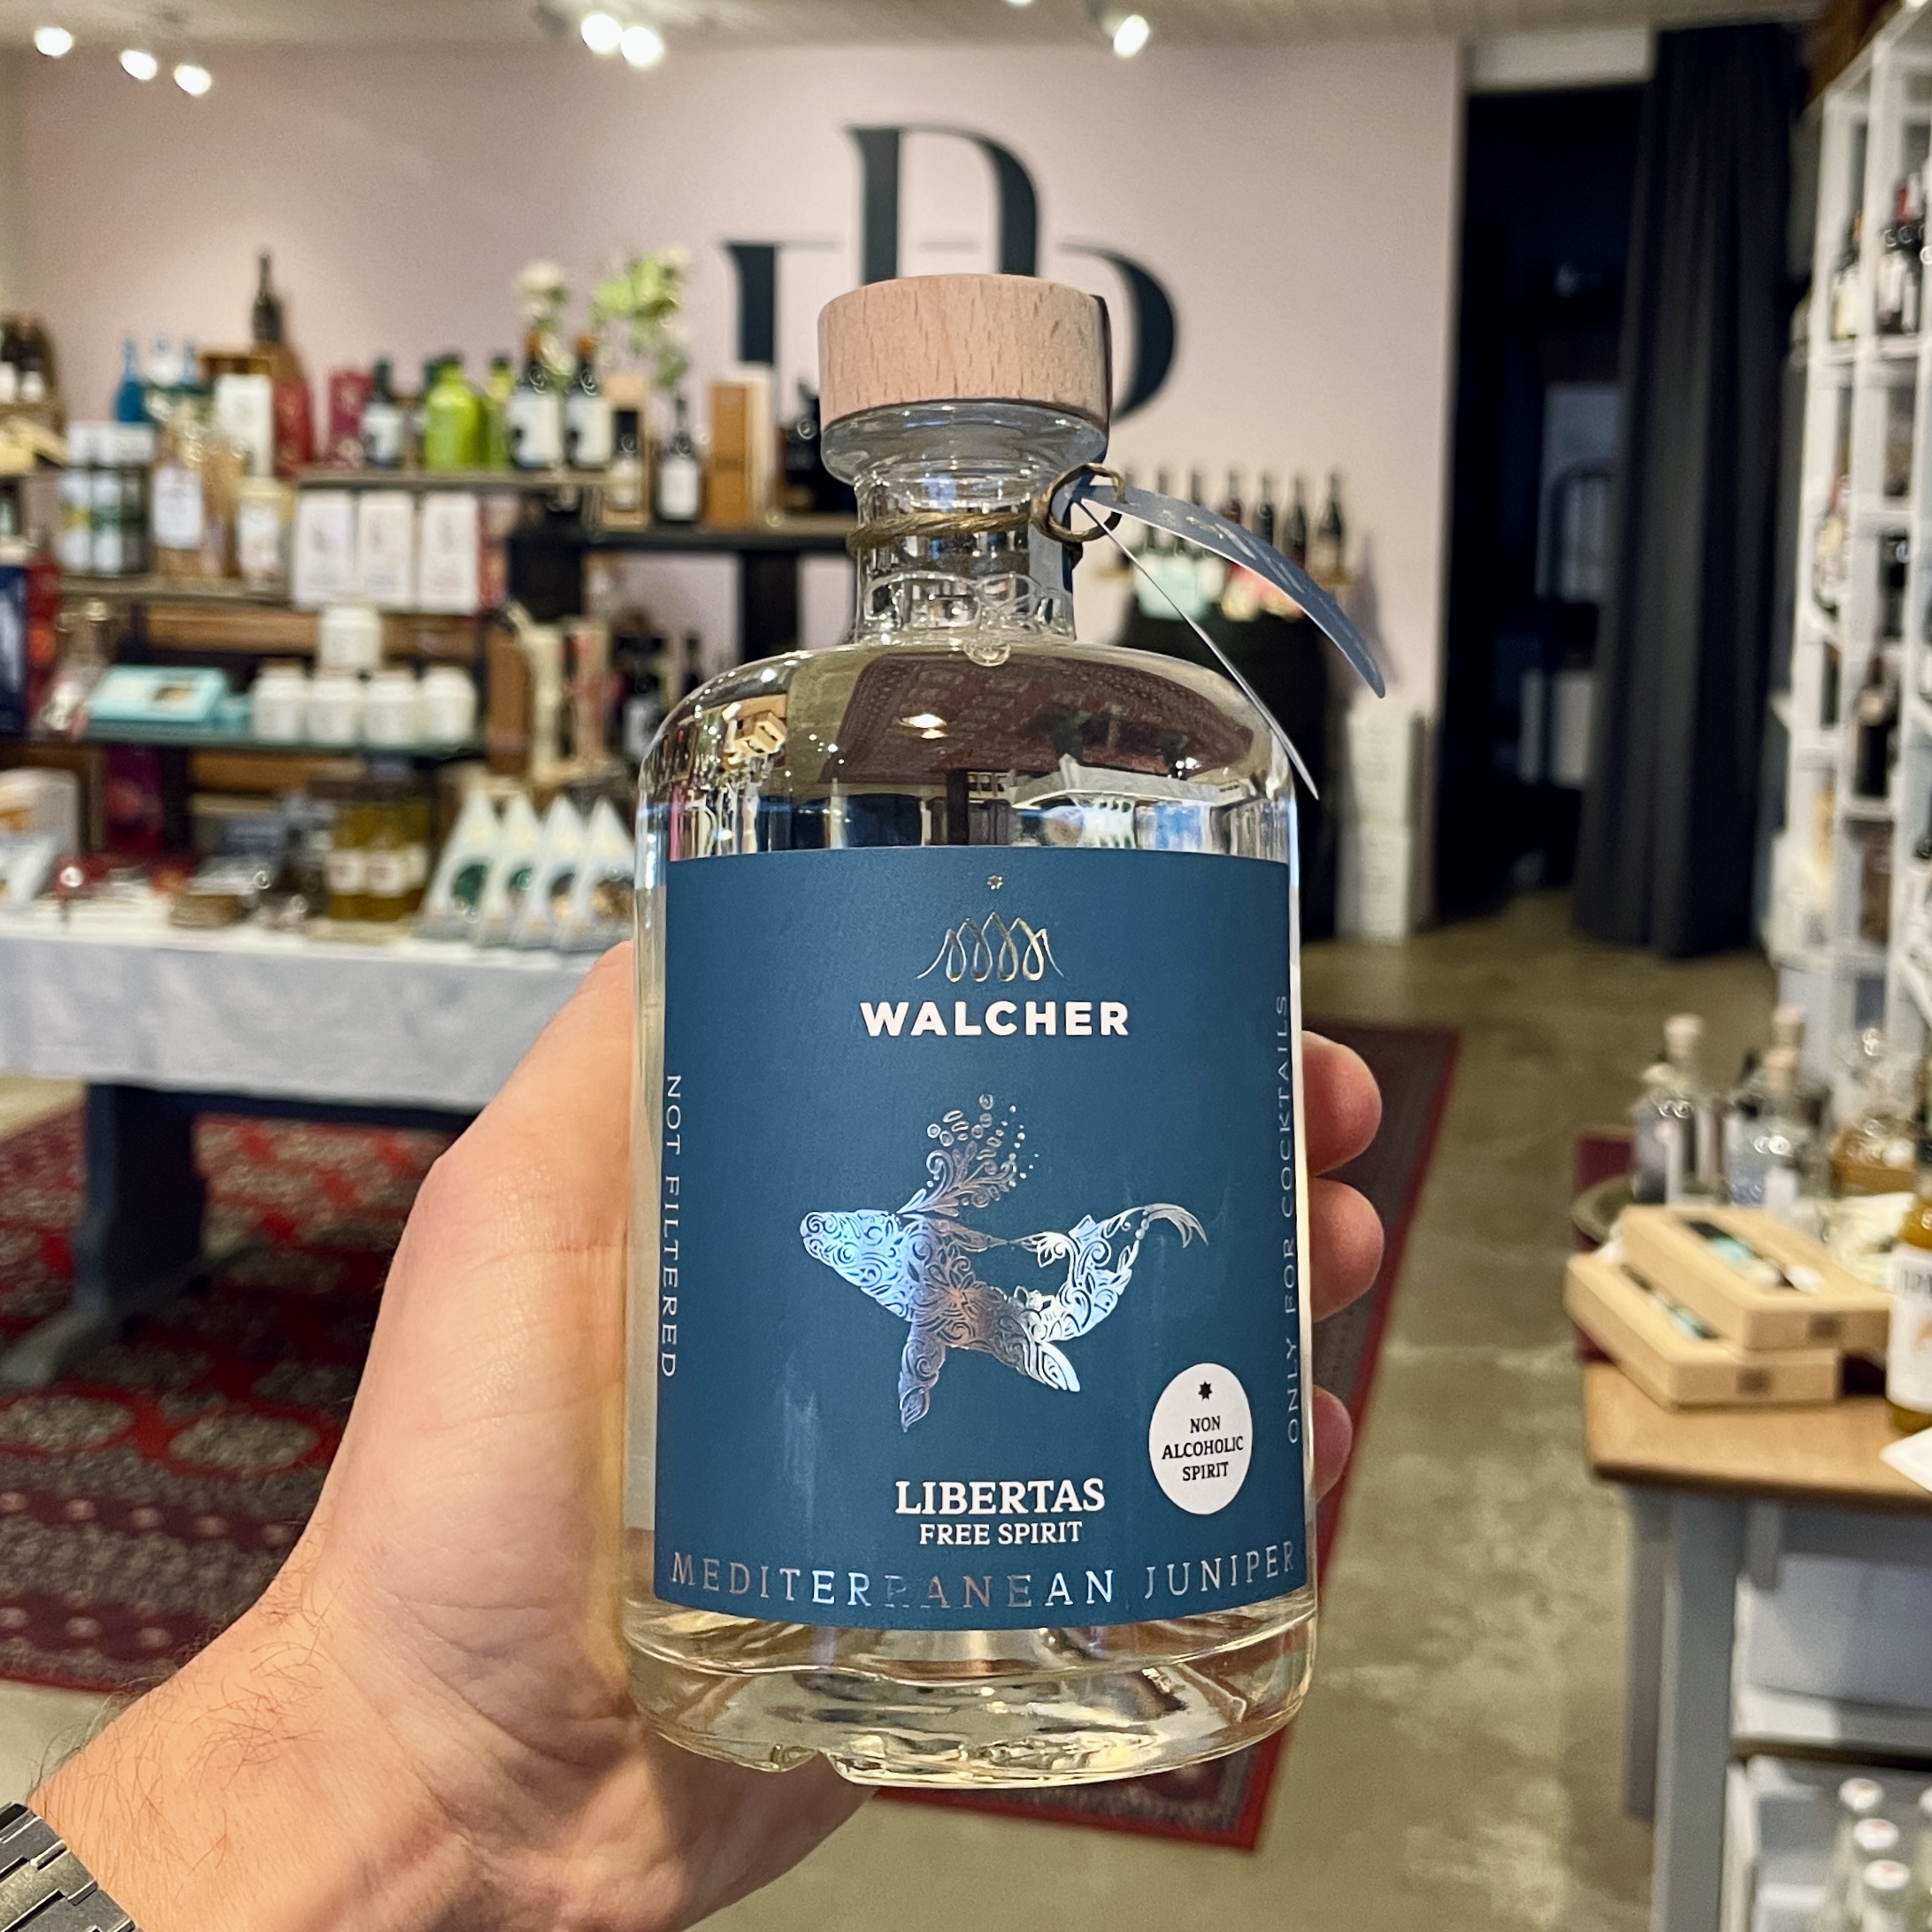 WALCHER
NOT FILTERED
ONLY FOR COCKTAILS
NON
ALCOHOLIC
SPIRIT
LIBERTAS
FREE SPIRIT
MEDITERRANEAN JUNIPER